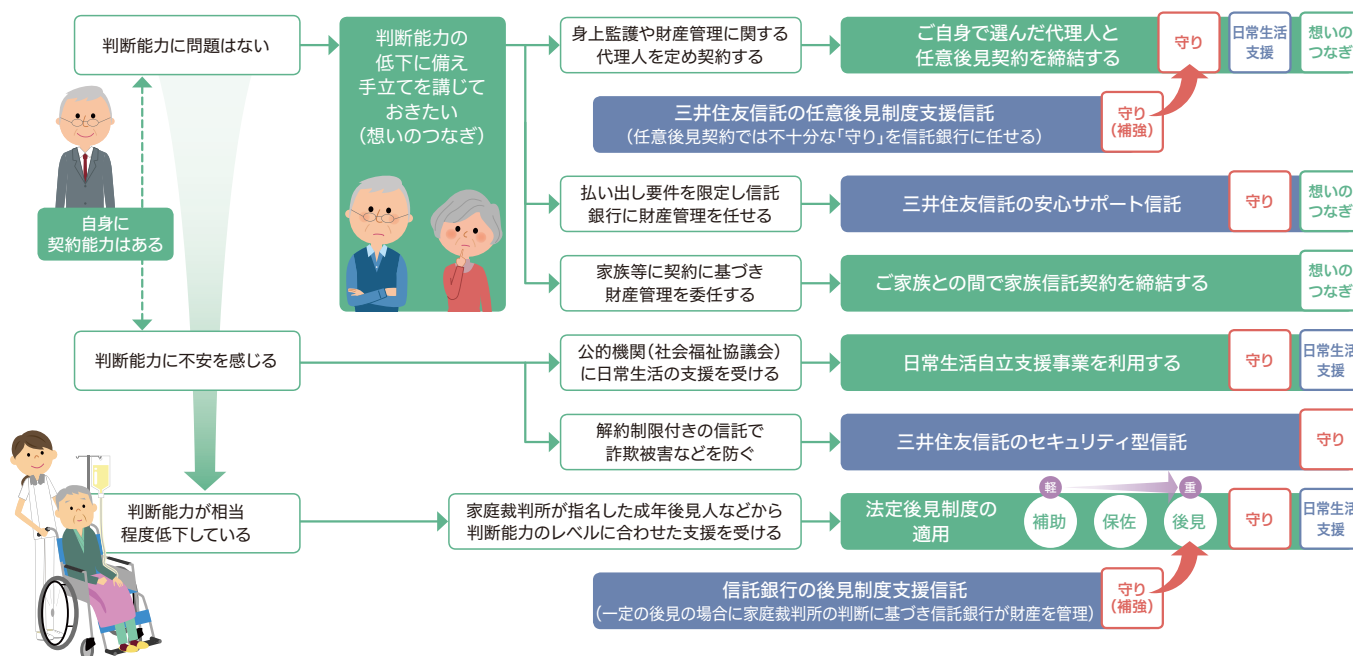 判断能力に問題はない
自身に
契約能力はある
判断能力に不安を感じる
判断能力が相当
程度低下している
判断能力の
低下に備え
手立てを講じて
おきたい
（想いのつなぎ）
身上監護や財産管理に関する
代理人を定め契約する
ご自身で選んだ代理人と
任意後見契約を締結する
守り
日常生活
支援
想いの
つなぎ
三井住友信託の任意後見制度支援信託
（任意後見契約では不十分な「守り」を信託銀行に任せる）
守り
（補強）
払い出し要件を限定し信託
銀行に財産管理を任せる
三井住友信託の安心サポート信託
守り
想いの
つなぎ
家族等に契約に基づき
財産管理を委任する
ご家族との間で家族信託契約を締結する
想いの
つなぎ
公的機関（社会福祉協議会）
に日常生活の支援を受ける
日常生活自立支援事業を利用する
守り
日常生活
支援
解約制限付きの信託で
詐欺被害などを防ぐ
三井住友信託のセキュリティ型信託
守り
家庭裁判所が指名した成年後見人などから
判断能力のレベルに合わせた支援を受ける
法定後見制度の
適用
軽
重
補助
保佐
後見
守り
日常生活
支援
信託銀行の後見制度支援信託
（一定の後見の場合に家庭裁判所の判断に基づき信託銀行が財産を管理）
守り
（補強）